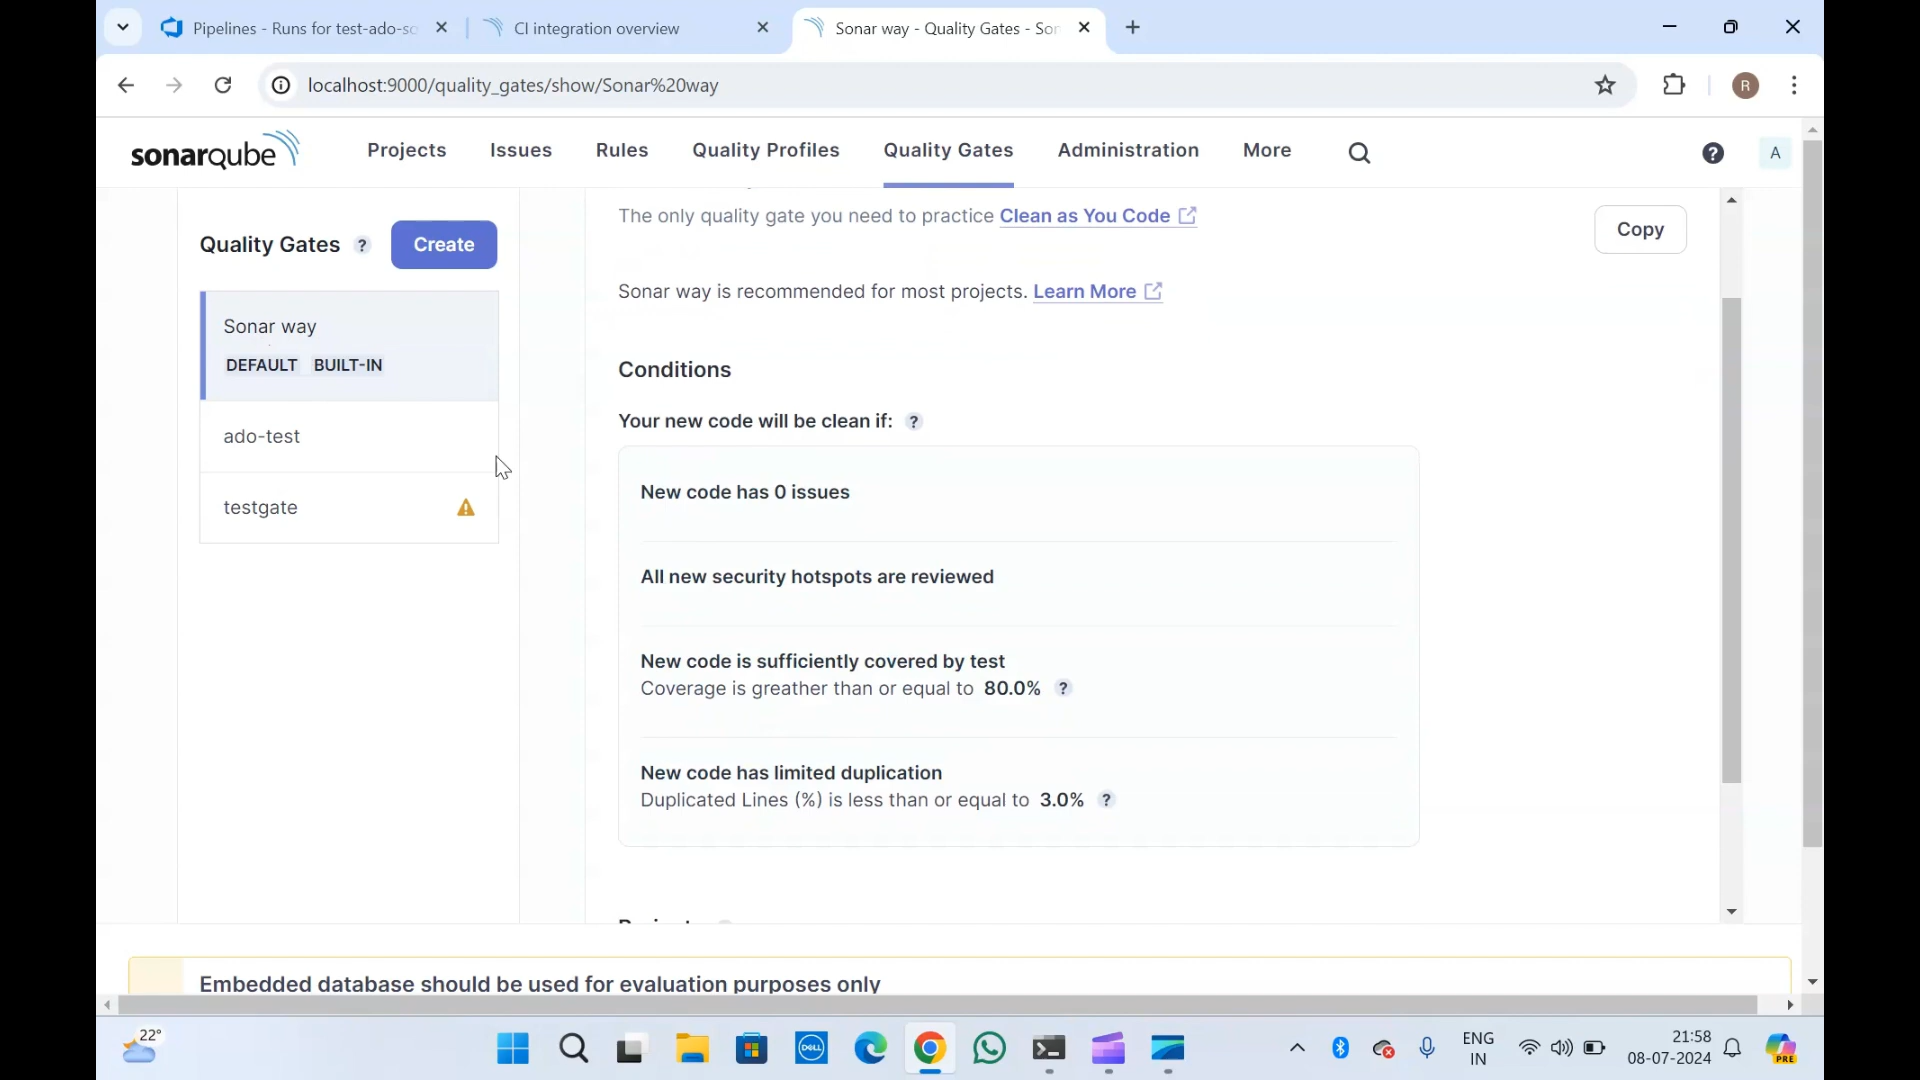 Pipelines - Runs for test-ado-so
CI integration overview
Sonar way - Quality Gates - Son
localhost:9000/quality_gates/show/Sonar%20way
R
sonarqube
Projects
Issues
Rules
Quality Profiles
Quality Gates
Administration
More
?
A
Quality Gates ?
Create
Sonar way
DEFAULT BUILT-IN
ado-test
testgate
The only quality gate you need to practice Clean as You Code
Copy
Sonar way is recommended for most projects. Learn More
Conditions
Your new code will be clean if: ?
New code has 0 issues
All new security hotspots are reviewed
New code is sufficiently covered by test
Coverage is greather than or equal to 80.0% ?
New code has limited duplication
Duplicated Lines (%) is less than or equal to 3.0% ?
Embedded database should be used for evaluation purposes only
22°
DELL
ENG
IN
21:58
08-07-2024
PRE